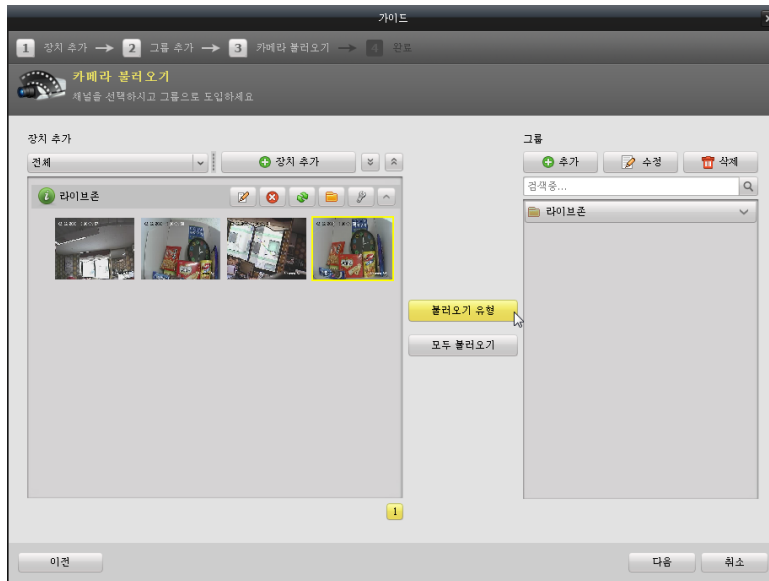 가이드
1 장치 추가 2 그룹 추가 3 카메라 불러오기 4 완료
카메라 불러오기
채널을 선택하시고 그룹으로 도입하세요
장치 추가
전체
장치 추가
라이브존
불러오기 유형
모두 불러오기
1
그룹
추가 수정 삭제
검색중...
라이브존
이전
다음 취소